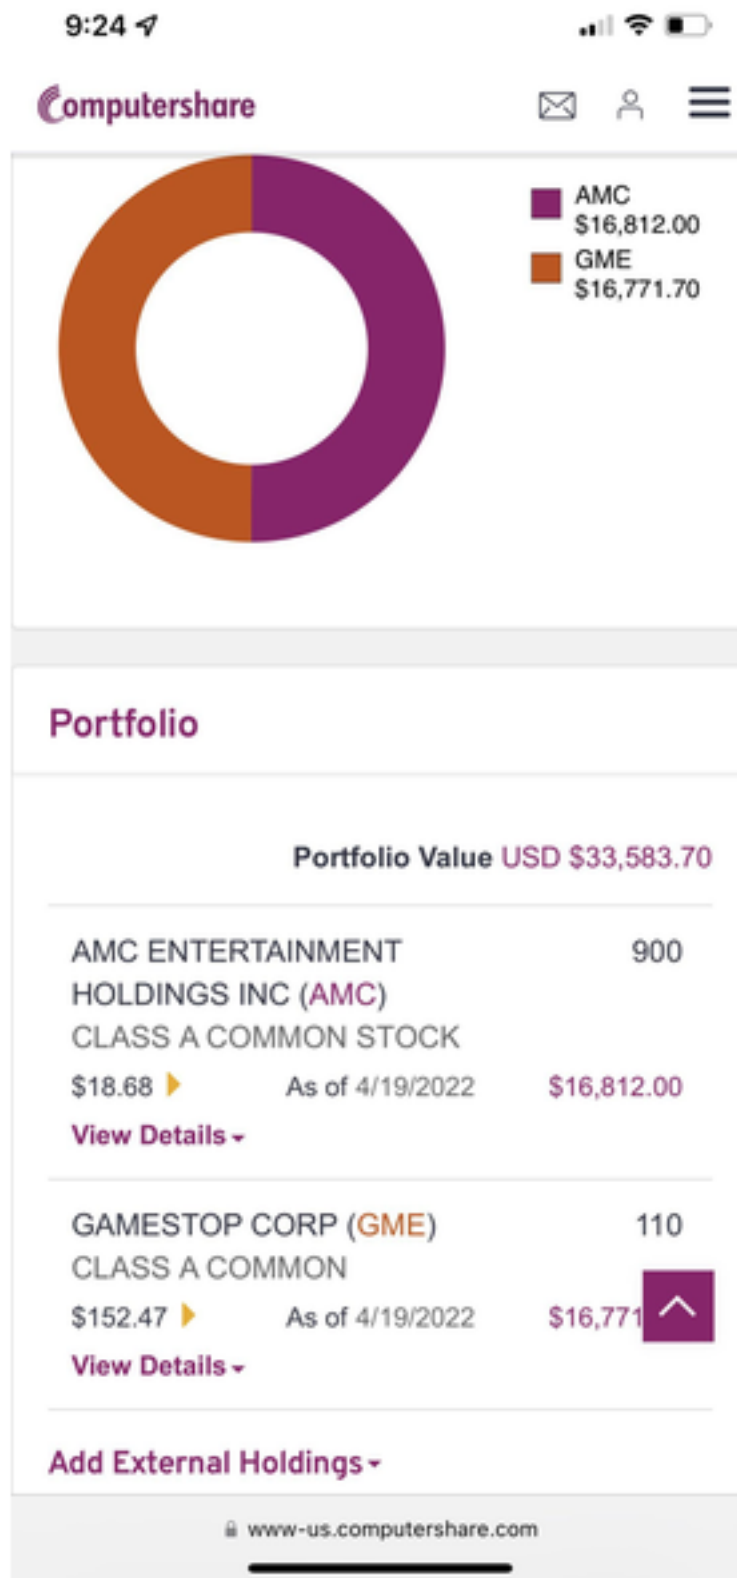 9:24
Computershare
AMC
$16,812.00
GME
$16,771.70
Portfolio
Portfolio Value USD $33,583.70
AMC ENTERTAINMENT 900
HOLDINGS INC (AMC)
CLASS A COMMON STOCK
$18.68 As of 4/19/2022 $16,812.00
View Details
GAMESTOP CORP (GME) 110
CLASS A COMMON
$152.47 As of 4/19/2022 $16,771
View Details
Add External Holdings
www-us.computershare.com